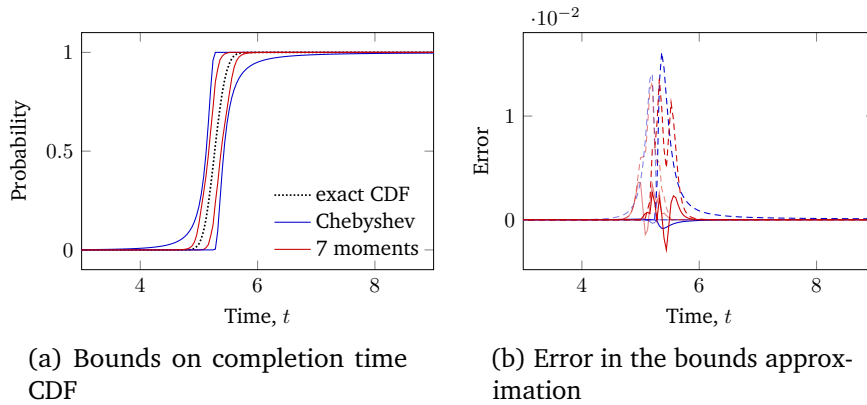 ·10−2
1
0.5
0
Probability
exact CDF
Chebyshev
7 moments
4 6 8
Time, t
(a) Bounds on completion time
CDF
1
0
Error
4 6 8
Time, t
(b) Error in the bounds approx-
imation